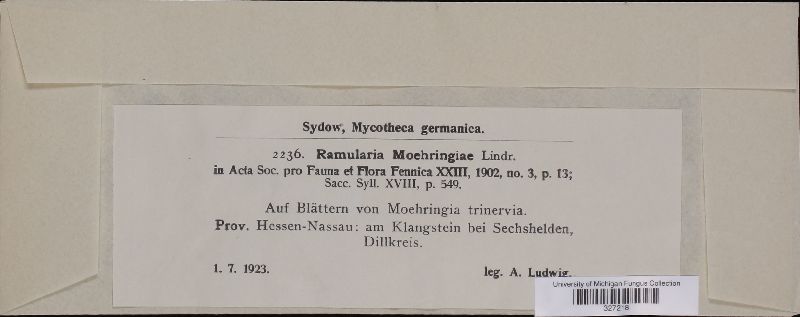 Sydow, Mycotheca germanica.
2236. Ramularia Moehringiae Lindr.
in Acta Soc. pro Fauna et Flora Fennica XXIII, 1902, no. 3, p. 13;
Sacc. Syll. XVIII, p. 549.
Auf Blättern von Moehringia trinervia.
Prov. Hessen-Nassau: am Klangstein bei Sechshelden,
Dillkreis.
1. 7. 1923. leg. A. Ludwig.
University of Michigan Fungus Collection
327218